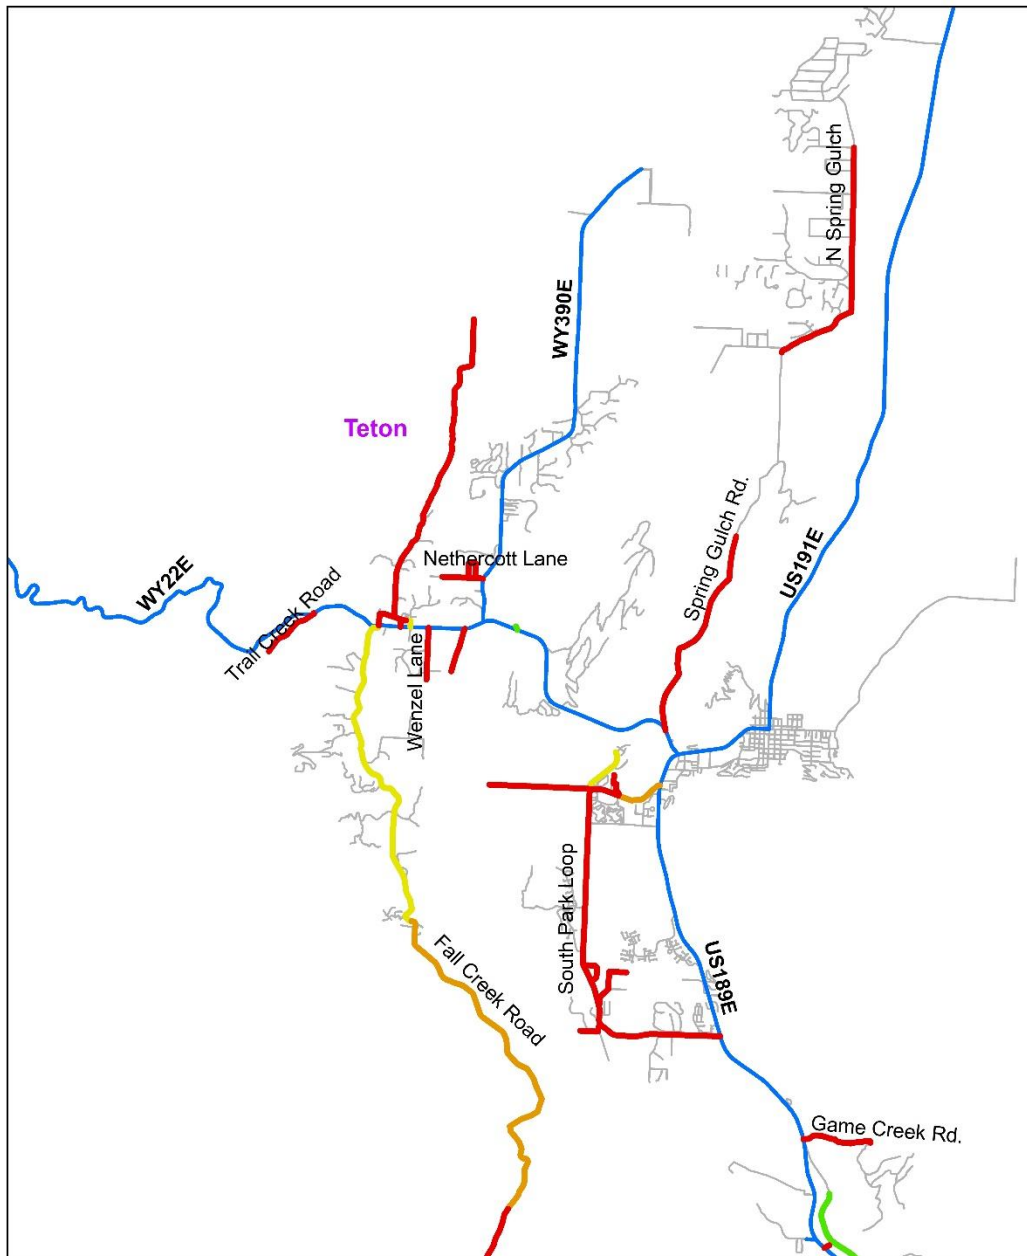 N Spring Gulch
WY390E
Teton
Spring Gulch Rd.
US191E
Nethercott Lane
WY22E
Trail Creek Road
Wenzel Lane
South Park Loop
Fall Creek Road
US189E
Game Creek Rd.